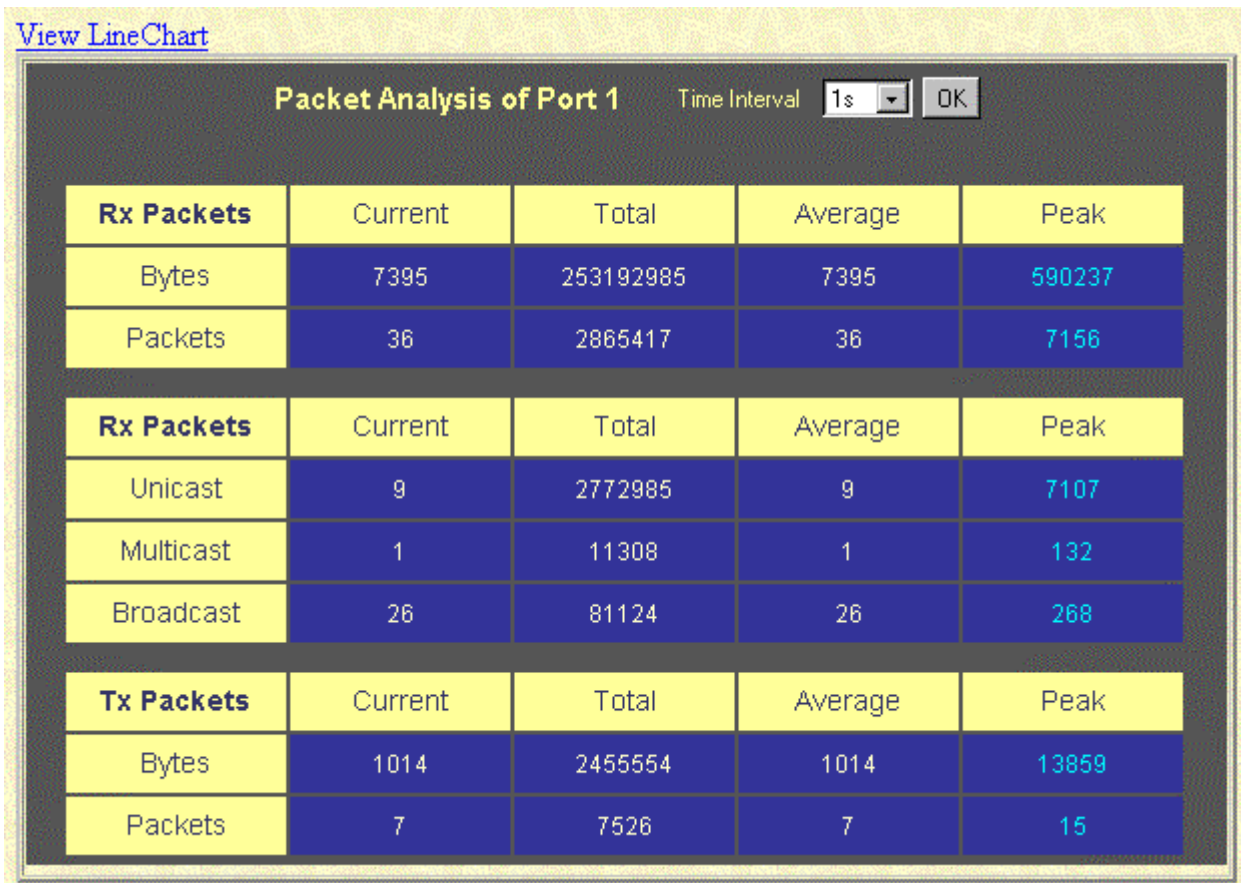 View LineChart
Packet Analysis of Port 1 Time Interval 1s OK
Rx Packets Current Total Average Peak
Bytes 7395 253192985 7395 590237
Packets 36 2865417 36 7156
Rx Packets Current Total Average Peak
Unicast 9 2772985 9 7107
Multicast 1 11308 1 132
Broadcast 26 81124 26 268
Tx Packets Current Total Average Peak
Bytes 1014 2455554 1014 13859
Packets 7 7526 7 15